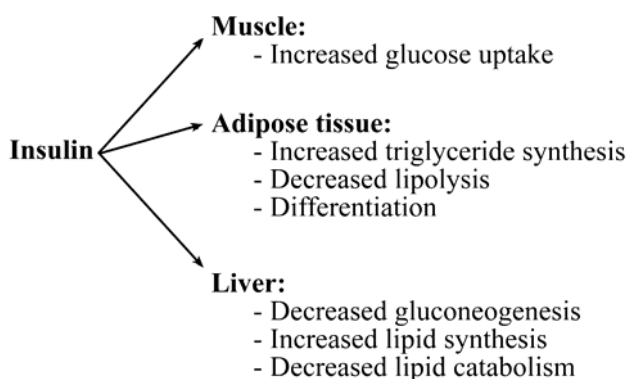 Muscle:
- Increased glucose uptake
Insulin
Adipose tissue:
- Increased triglyceride synthesis
- Decreased lipolysis
- Differentiation
Liver:
- Decreased gluconeogenesis
- Increased lipid synthesis
- Decreased lipid catabolism